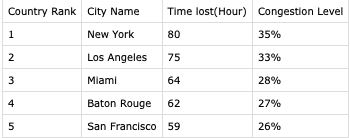 Country Rank City Name Time lost(Hour) Congestion Level
1 New York 80 35%
2 Los Angeles 75 33%
3 Miami 64 28%
4 Baton Rouge 62 27%
5 San Francisco 59 26%